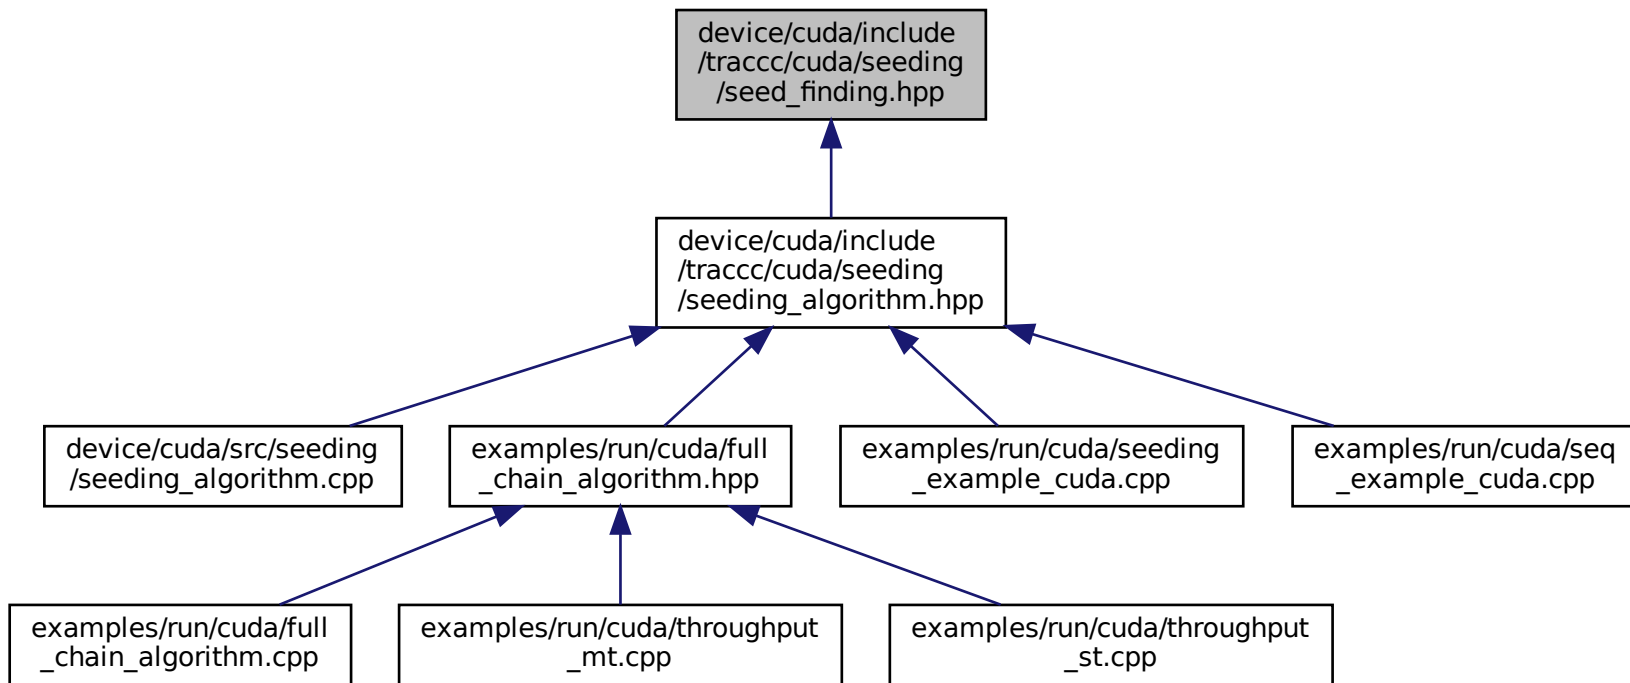 device/cuda/include
/traccc/cuda/seeding
/seed_finding.hpp
device/cuda/include
/traccc/cuda/seeding
/seeding_algorithm.hpp
device/cuda/src/seeding
/seeding_algorithm.cpp
examples/run/cuda/full
_chain_algorithm.hpp
examples/run/cuda/seeding
_example_cuda.cpp
examples/run/cuda/seq
_example_cuda.cpp
examples/run/cuda/full
_chain_algorithm.cpp
examples/run/cuda/throughput
_mt.cpp
examples/run/cuda/throughput
_st.cpp